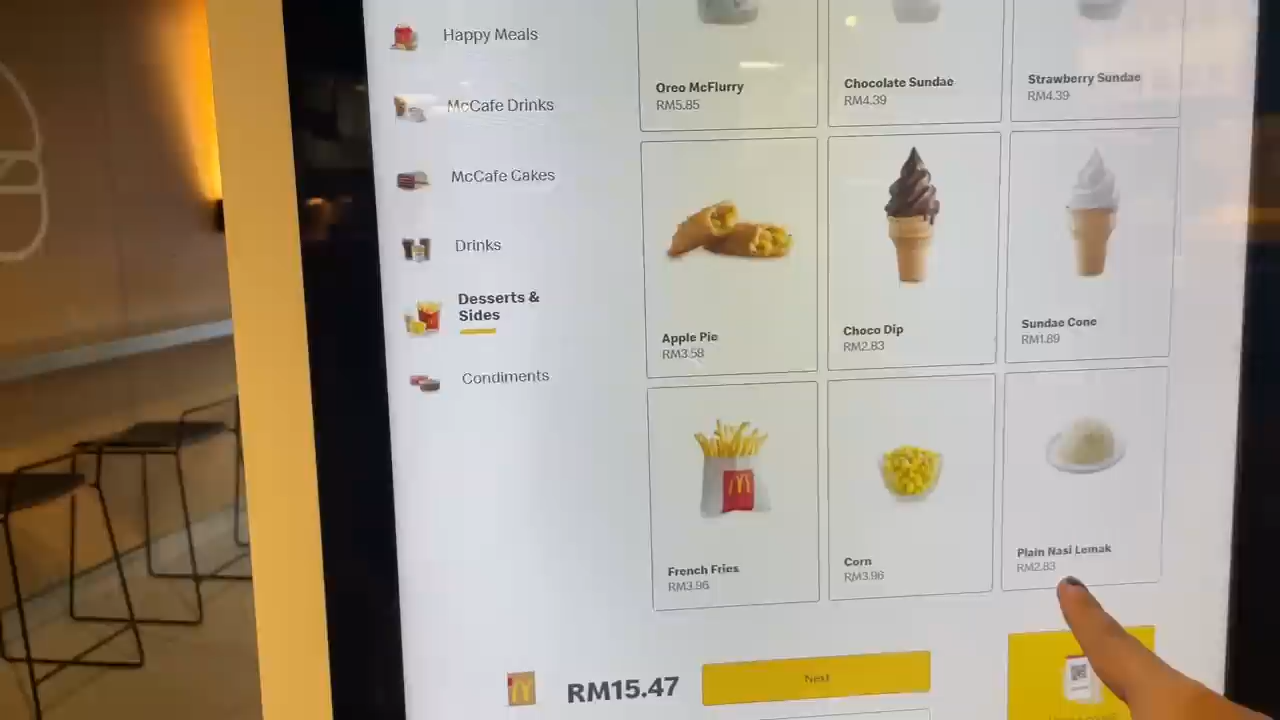 Happy Meals
McCafe Drinks
McCafe Cakes
Drinks
Desserts &
Sides
Condiments
Oreo McFlurry
RM5.85
Chocolate Sundae
RM4.39
Strawberry Sundae
RM4.39
Apple Pie
RM3.58
Choco Dip
RM2.83
Sundae Cone
RM1.89
French Fries
RM3.96
Corn
RM3.96
Plain Nasi Lemak
RM2.83
RM15.47
Next